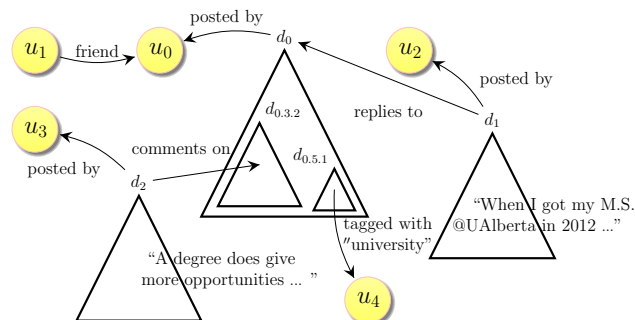 posted by
u₁
friend
u₀
d₀
u₂
posted by
d₀.₃.₂
replies to
d₁
u₃
comments on
d₀.₅.₁
posted by
d₂
tagged with
"university"
“When I got my M.S.
@UAlberta in 2012 ...”
“A degree does give
more opportunities ... ”
u₄